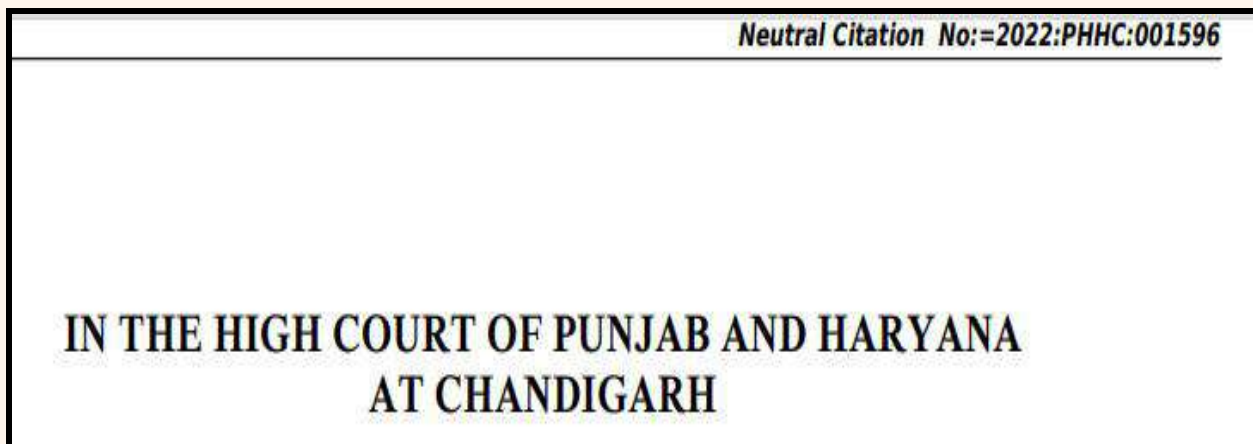 Neutral Citation No:=2022:PHHC:001596
IN THE HIGH COURT OF PUNJAB AND HARYANA
AT CHANDIGARH